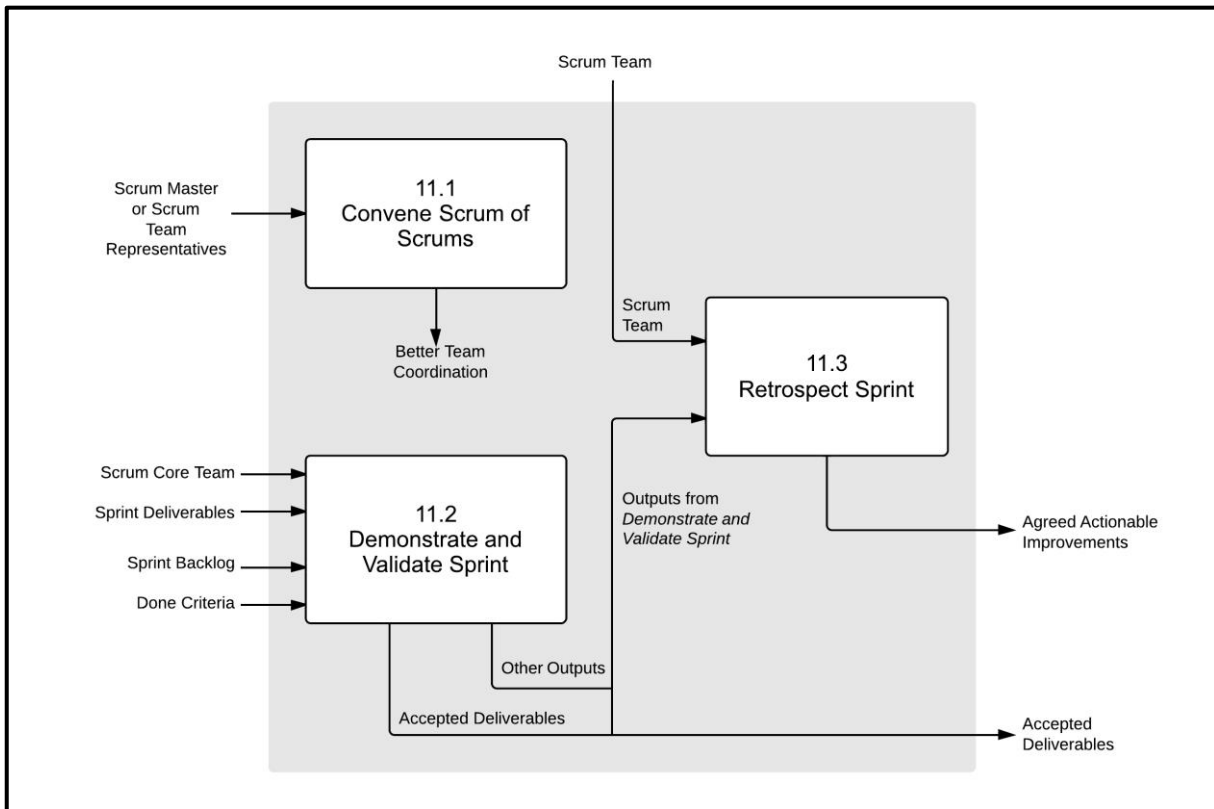 Scrum Team
11.1
Convene Scrum of
Scrums
Scrum Master
or Scrum
Team
Representatives
Better Team
Coordination
Scrum
Team
11.3
Retrospect Sprint
Scrum Core Team
Sprint Deliverables
Sprint Backlog
Done Criteria
11.2
Demonstrate and
Validate Sprint
Outputs from
Demonstrate and
Validate Sprint
Agreed Actionable
Improvements
Other Outputs
Accepted Deliverables
Accepted
Deliverables